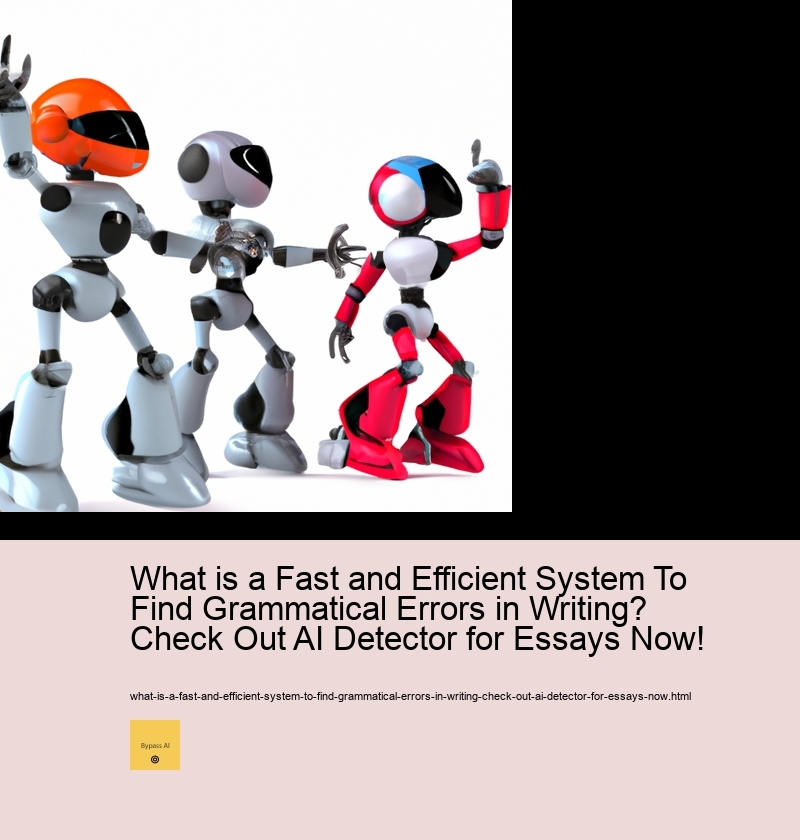 What is a Fast and Efficient System To
Find Grammatical Errors in Writing?
Check Out AI Detector for Essays Now!
what-is-a-fast-and-efficient-system-to-find-grammatical-errors-in-writing-check-out-ai-detector-for-essays-now.html
Bypass AI